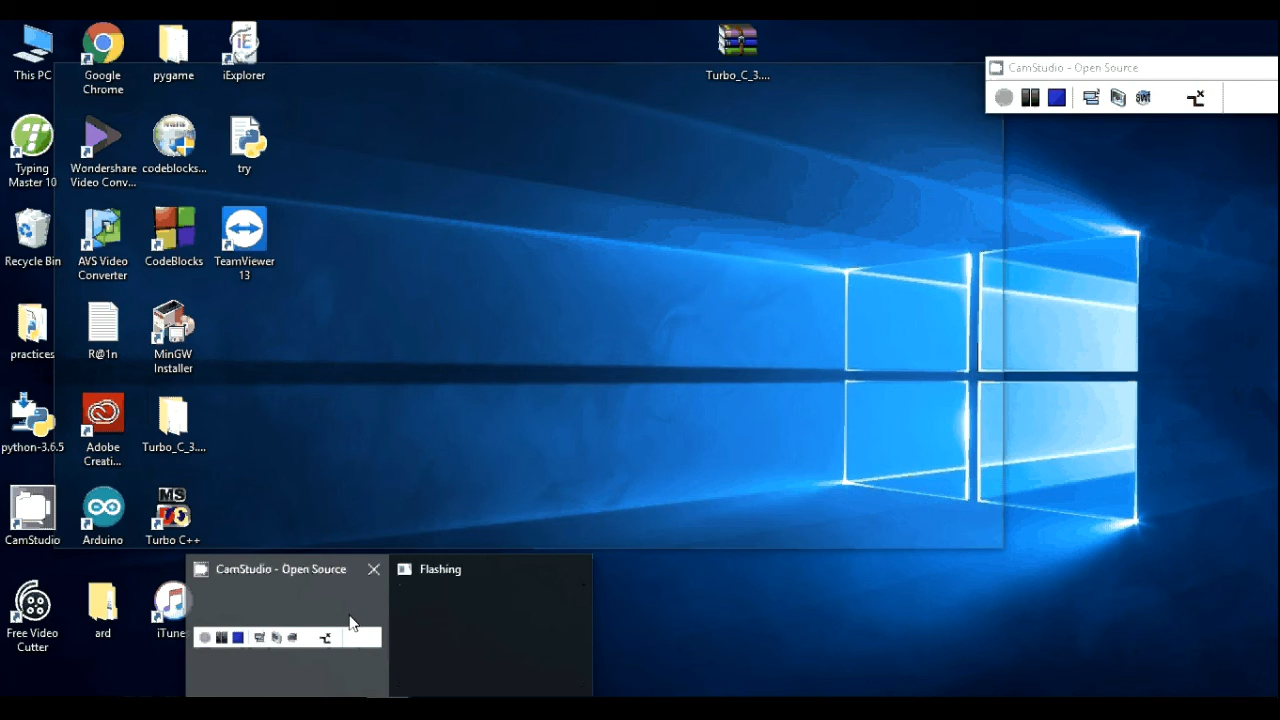 This PC
Google
Chrome
pygame
iExplorer
Turbo_C_3....
CamStudio - Open Source
Typing
Master 10
Wondershare
Video Conv...
codeblocks...
try
Recycle Bin
AVS Video
Converter
CodeBlocks
TeamViewer
13
practices
R@1n
MinGW
Installer
python-3.6.5
Adobe
Creati...
Turbo_C_3....
CamStudio
Arduino
MS
Turbo C++
CamStudio - Open Source
Flashing
Free Video
Cutter
ard
iTune